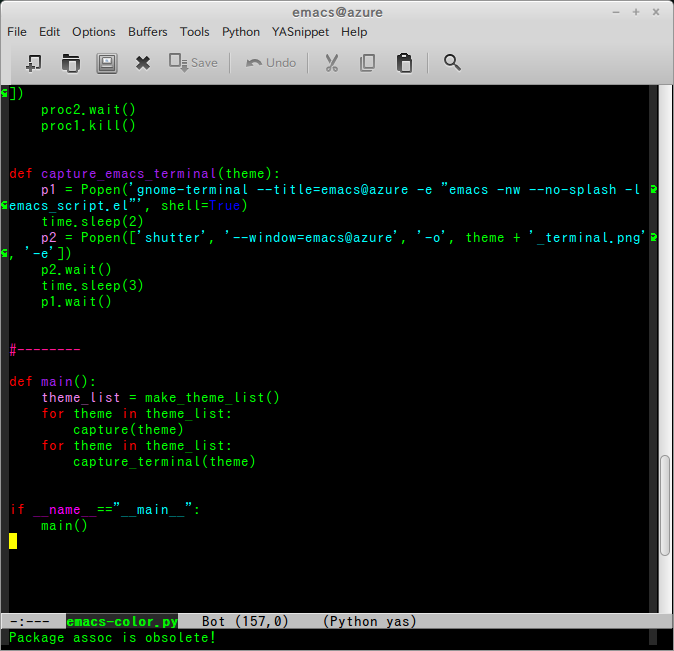 emacs@azure
File Edit Options Buffers Tools Python YASnippet Help
Save Undo
])
    proc2.wait()
    proc1.kill()
def capture_emacs_terminal(theme):
    p1 = Popen('gnome-terminal --title=emacs@azure -e "emacs -nw --no-splash -l
emacs_script.el"', shell=True)
    time.sleep(2)
    p2 = Popen(['shutter', '--window=emacs@azure', '-o', theme + '_terminal.png'
, '-e'])
    p2.wait()
    time.sleep(3)
    p1.wait()
#--------
def main():
    theme_list = make_theme_list()
    for theme in theme_list:
        capture(theme)
    for theme in theme_list:
        capture_terminal(theme)
if __name__=="__main__":
    main()
-:--- emacs-color.py Bot (157,0) (Python yas)
Package assoc is obsolete!